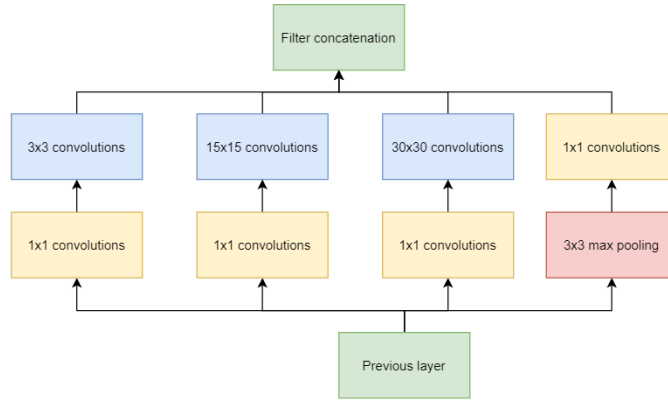 Filter concatenation
3x3 convolutions
15x15 convolutions
30x30 convolutions
1x1 convolutions
1x1 convolutions
1x1 convolutions
1x1 convolutions
3x3 max pooling
Previous layer